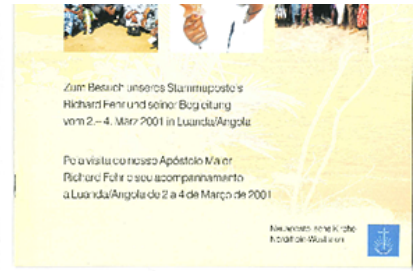 Zum Besuch unseres Stammapostels
Richard Fehr und seiner Begleitung
vom 2.– 4. März 2001 in Luanda/Angola
Pela visita do nosso Apóstolo Maior
Richard Fehr e seu acompanhamento
a Luanda/Angola de 2 a 4 de Março de 2001
Neuapostolische Kirche
Nordrhein-Westfalen